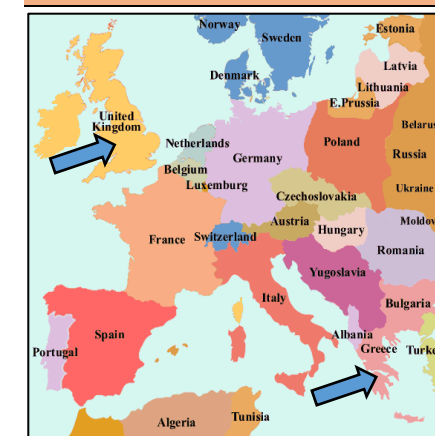 Norway
Sweden
Estonia
Latvia
Denmark
Lithuania
E.Prussia
United
Kingdom
Belarus
Netherlands
Poland
Russia
Germany
Belgium
Luxemburg
Ukraine
Czechoslovakia
Austria
Moldov
Hungary
France
Switzerland
Romania
Yugoslavia
Italy
Bulgaria
Spain
Albania
Portugal
Greece
Turke
Algeria
Tunisia